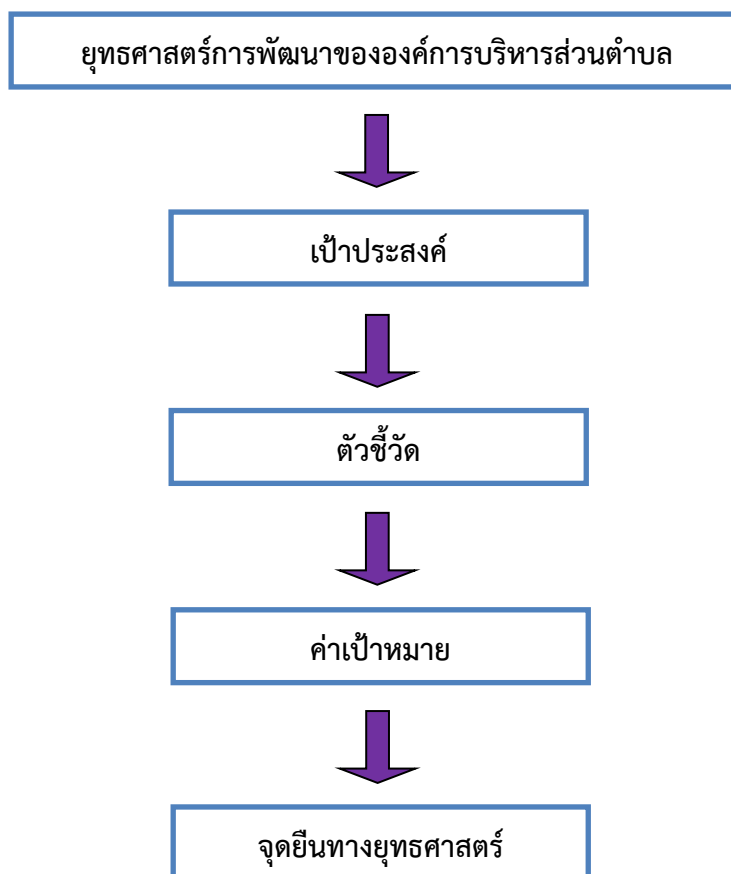 ยุทธศาสตร์การพัฒนาขององค์การบริหารส่วนตำบล
เป้าประสงค์
ตัวชี้วัด
ค่าเป้าหมาย
จุดยืนทางยุทธศาสตร์